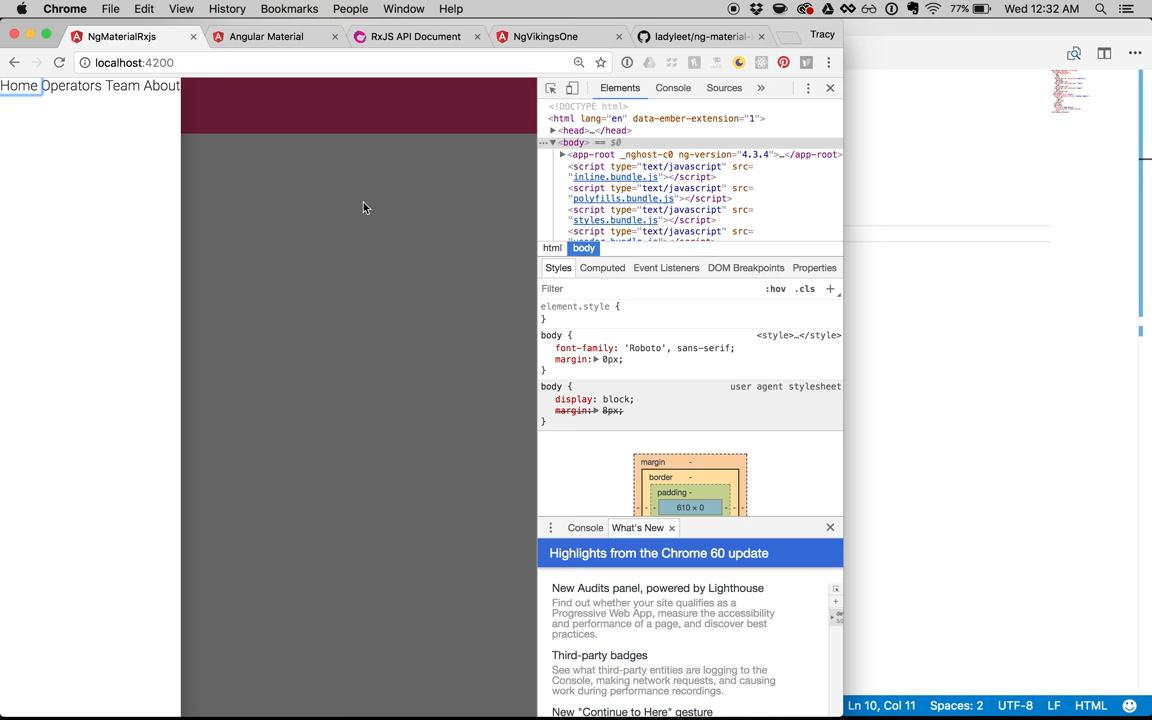 Chrome File Edit View History Bookmarks People Window Help 77% Wed 12:32 AM
NgMaterialRxjs × Angular Material × RxJS API Document × NgVikingsOne × ladyleet/ng-material- × Tracy
localhost:4200
Home Operators Team About
Elements Console Sources »
<!DOCTYPE html>
<html lang="en" data-ember-extension="1">
▶<head>…</head>
…▼<body> == $0
▶<app-root _nghost-c0 ng-version="4.3.4">…</app-root>
<script type="text/javascript" src=
"inline.bundle.js"></script>
<script type="text/javascript" src=
"polyfills.bundle.js"></script>
<script type="text/javascript" src=
"styles.bundle.js"></script>
<script type="text/javascript" src=
html body
Styles Computed Event Listeners DOM Breakpoints Properties
Filter :hov .cls +
element.style {
}
body { <style>…</style>
font-family: 'Roboto', sans-serif;
margin:▶ 0px;
}
body { user agent stylesheet
display: block;
margin:▶ 8px;
}
margin -
border -
padding -
- - - 610 × 0 - - -
Console What's New ×
Highlights from the Chrome 60 update
New Audits panel, powered by Lighthouse
Find out whether your site qualifies as a
Progressive Web App, measure the accessibility
and performance of a page, and discover best
practices.
Third-party badges
See what third-party entities are logging to the
Console, making network requests, and causing
work during performance recordings.
New "Continue to Here" gesture
Ln 10, Col 11 Spaces: 2 UTF-8 LF HTML